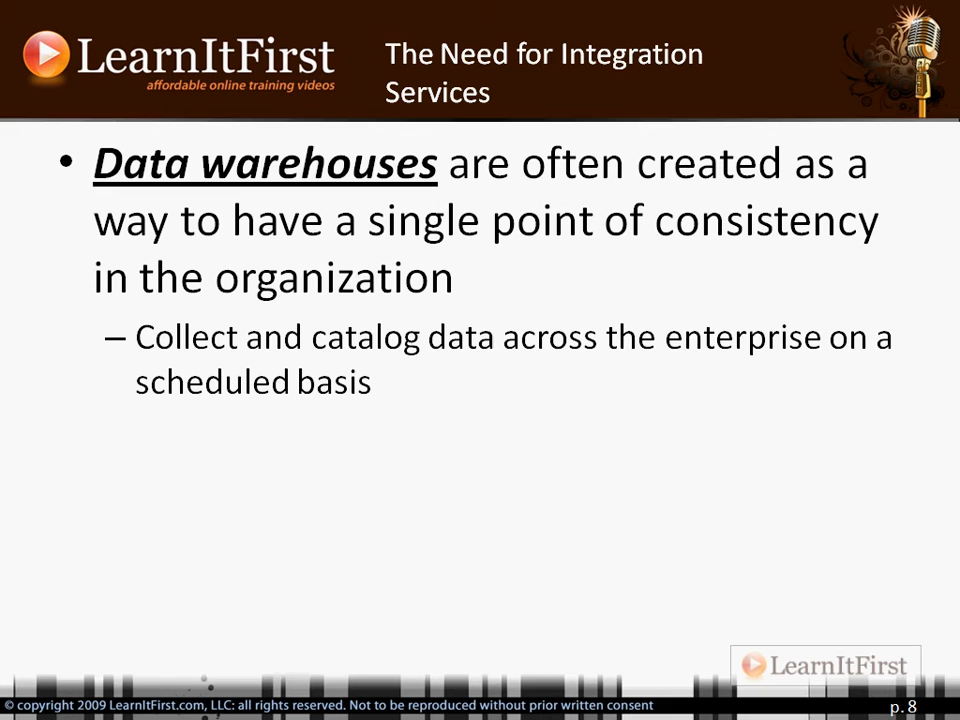 LearnItFirst
affordable online training videos
The Need for Integration
Services
• Data warehouses are often created as a
way to have a single point of consistency
in the organization
– Collect and catalog data across the enterprise on a
scheduled basis
LearnItFirst
© copyright 2009 LearnItFirst.com, LLC: all rights reserved. Not to be reproduced without prior written consent
p. 8